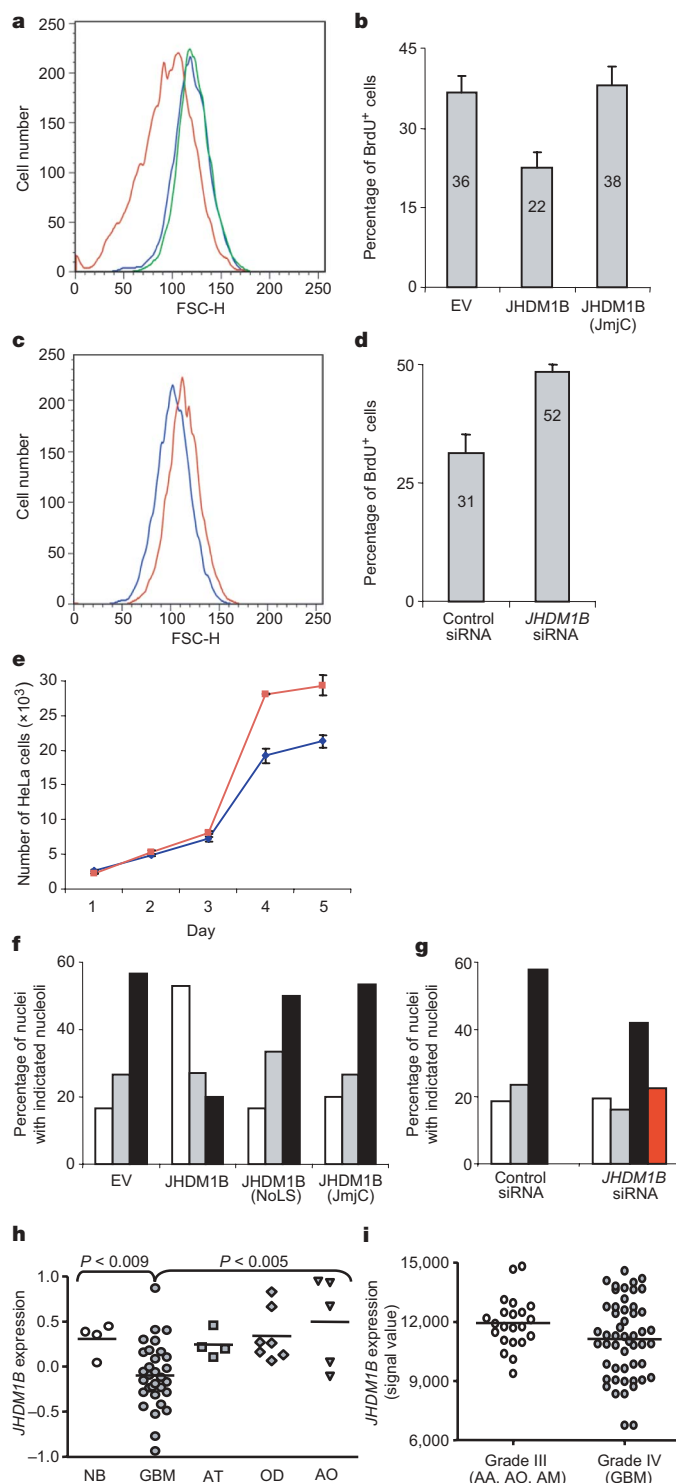 a
250
200
150
100
50
0
Cell number
0 50 100 150 200 250
FSC-H
b
45
30
15
0
Percentage of BrdU+ cells
36
22
38
EV JHDM1B JHDM1B
(JmjC)
c
250
200
150
100
50
0
Cell number
0 50 100 150 200 250
FSC-H
d
50
25
0
Percentage of BrdU+ cells
31
52
Control
siRNA
JHDM1B
siRNA
e
30
25
20
15
10
5
0
Number of HeLa cells (×103)
1 2 3 4 5
Day
f
60
40
20
0
Percentage of nuclei
with indictated nucleoli
EV JHDM1B JHDM1B
(NoLS)
JHDM1B
(JmjC)
g
60
40
20
0
Percentage of nuclei
with indictated nucleoli
Control
siRNA
JHDM1B
siRNA
h
P < 0.009 P < 0.005
1.0
0.5
0.0
–0.5
–1.0
JHDM1B expression
NB GBM AT OD AO
i
15,000
12,000
9,000
6,000
JHDM1B expression
(signal value)
Grade III
(AA, AO, AM)
Grade IV
(GBM)